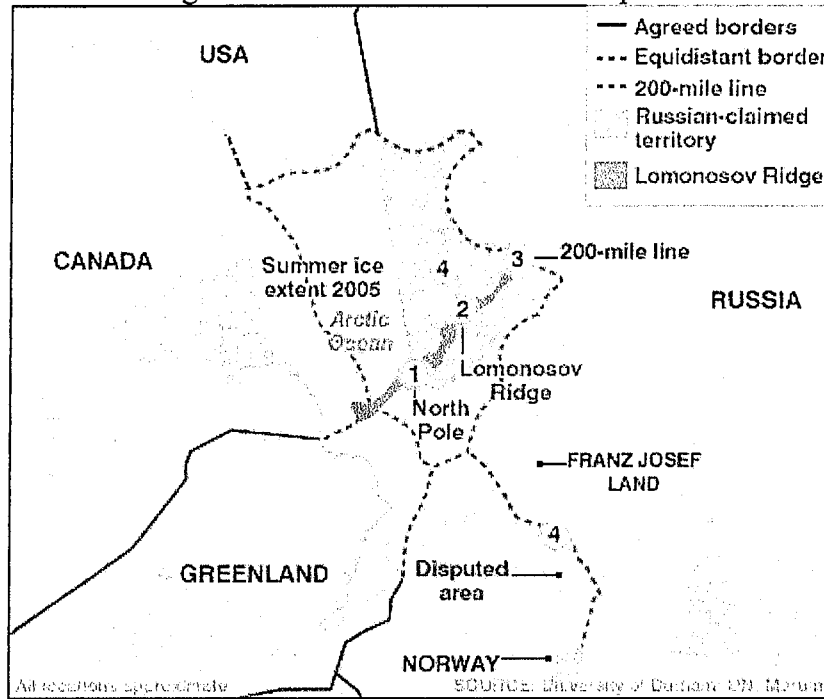 USA
Agreed borders
Equidistant border
200-mile line
Russian-claimed
territory
Lomonosov Ridge
CANADA
Summer ice
extent 2005
Arctic
Ocean
4
3
200-mile line
RUSSIA
2
1
Lomonosov
Ridge
North
Pole
FRANZ JOSEF
LAND
4
GREENLAND
Disputed
area
NORWAY
All locations approximate
SOURCE: University of Durham, UN,